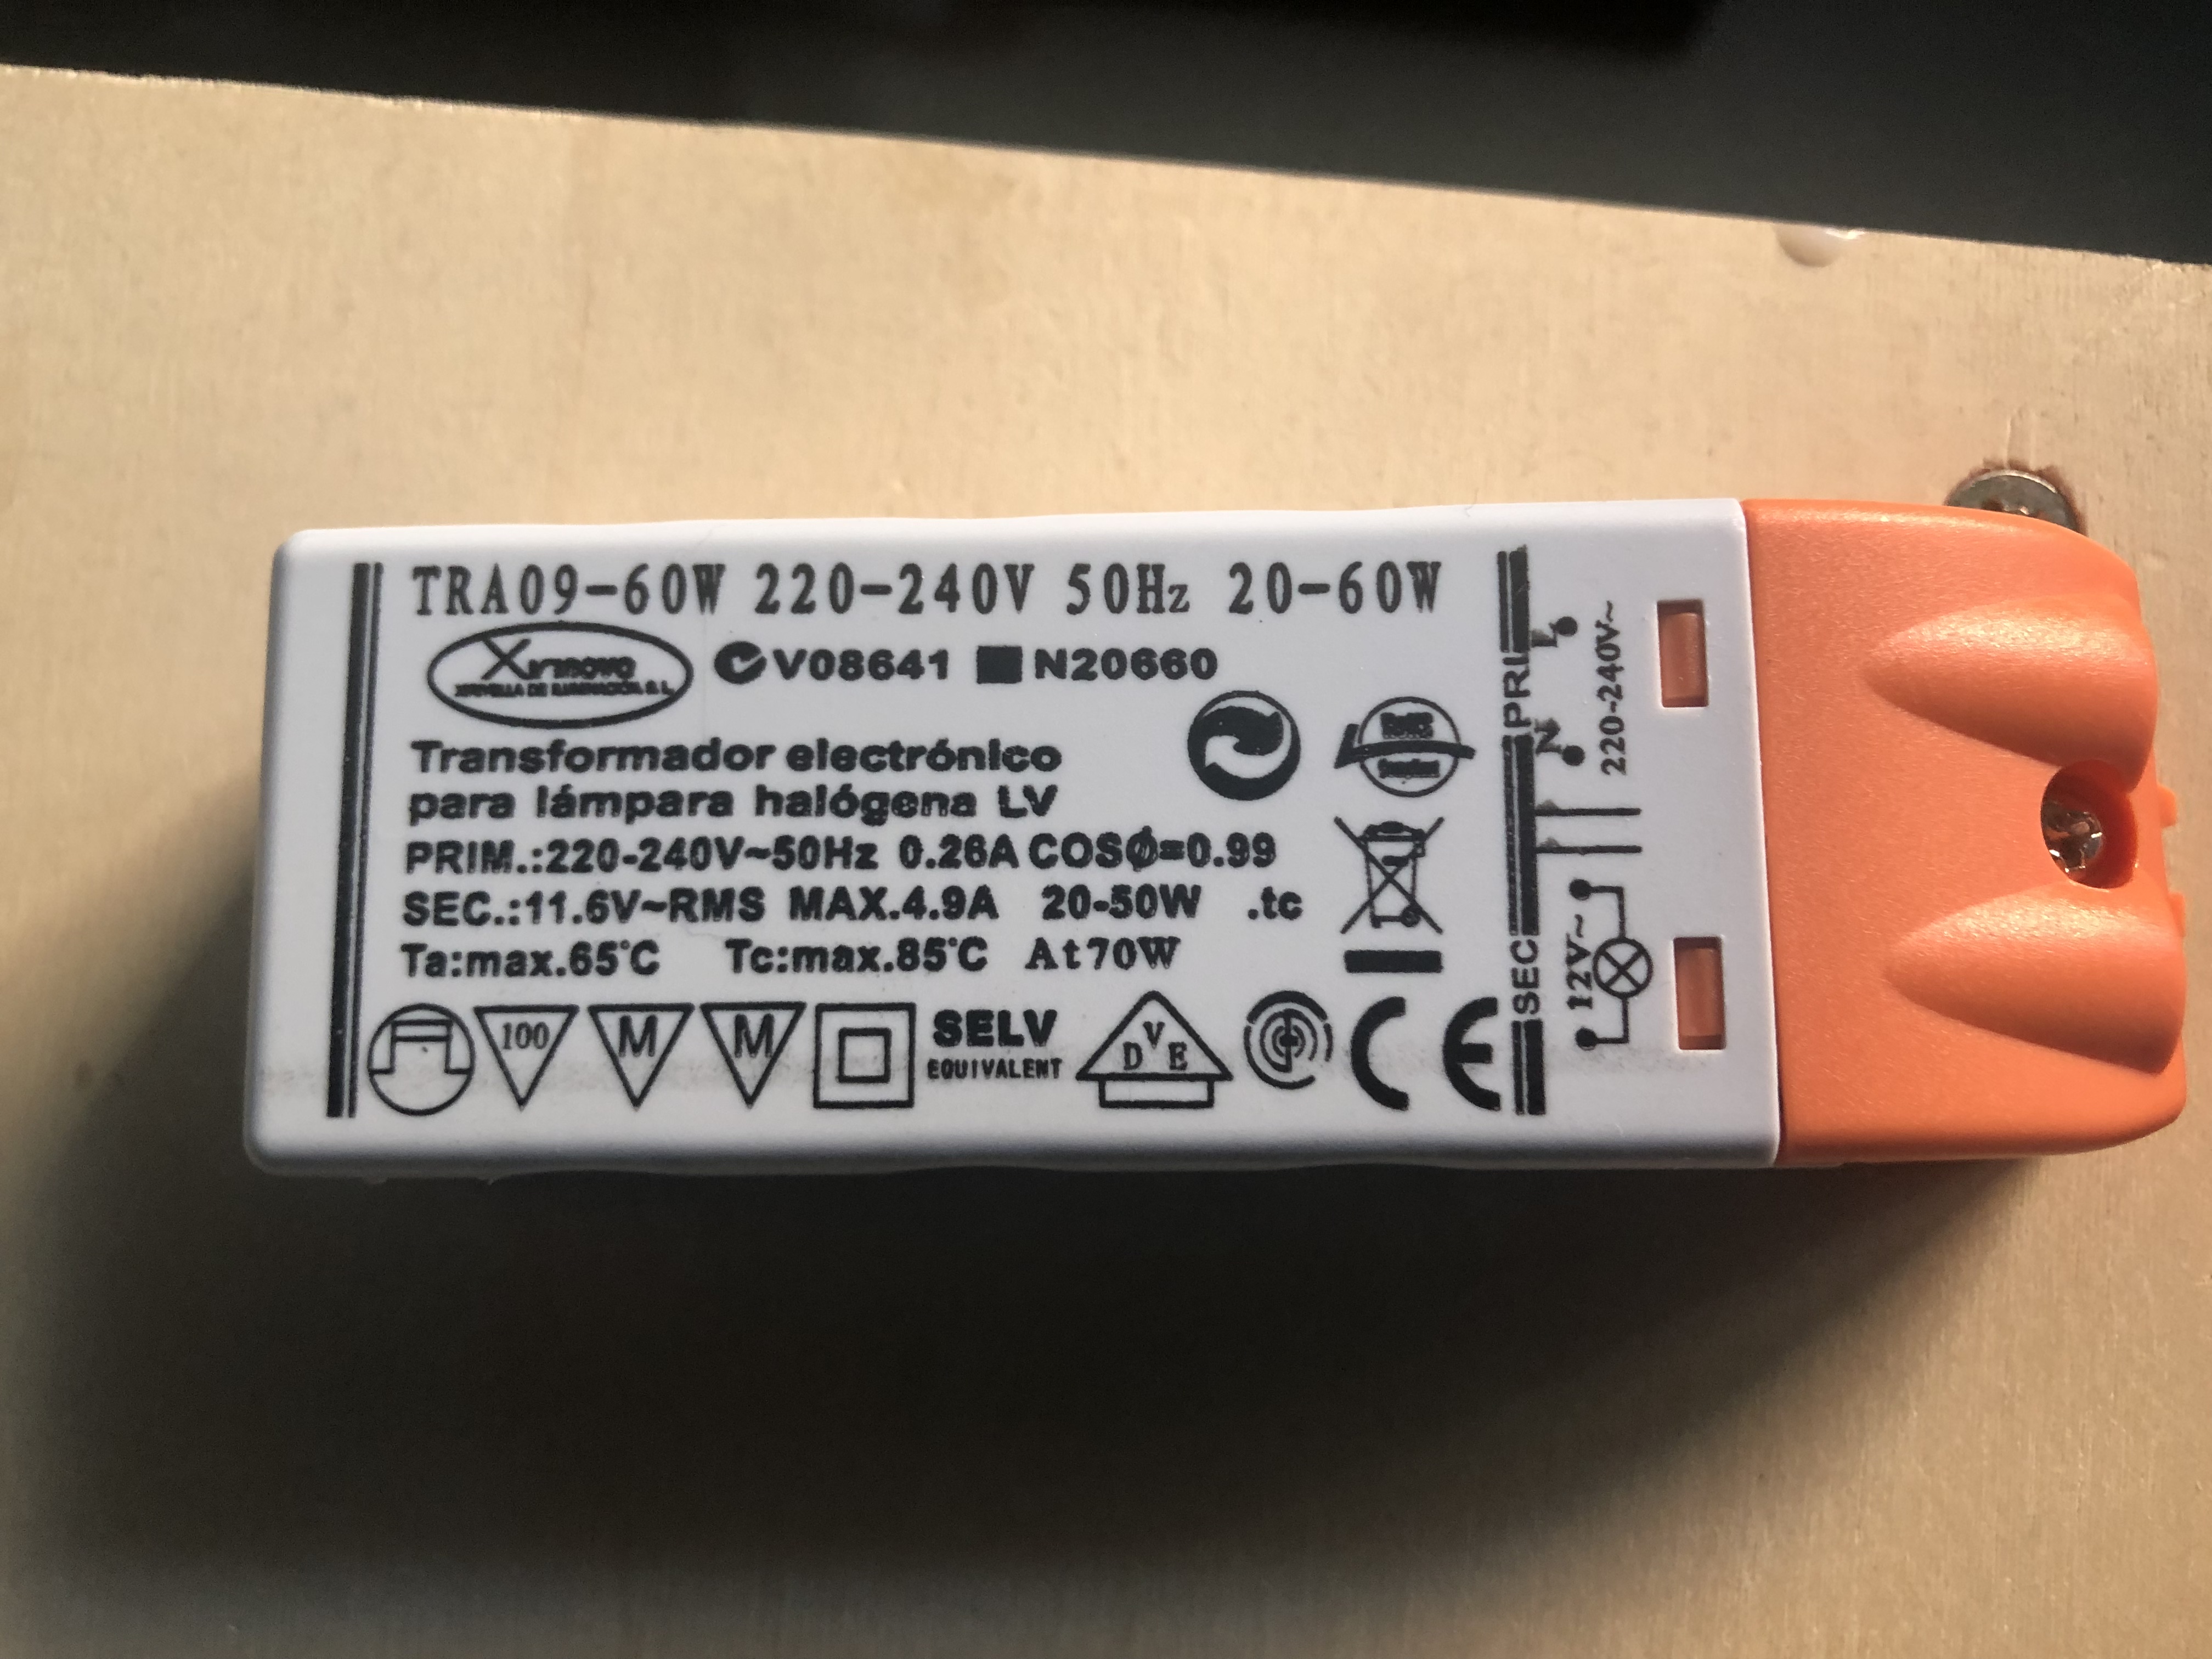 TRA09-60W 220-240V 50Hz 20-60W
Xirinovo
V08641 N20660
Transformador electrónico
para lámpara halógena LV
PRIM.:220-240V~50Hz 0.26A COSØ=0.99
SEC.:11.6V~RMS MAX.4.9A 20-50W .tc
Ta:max.65°C Tc:max.85°C At70W
100 M M SELV
EQUIVALENT
DVE
CE
PRI
L
N
220-240V~
SEC
12V~